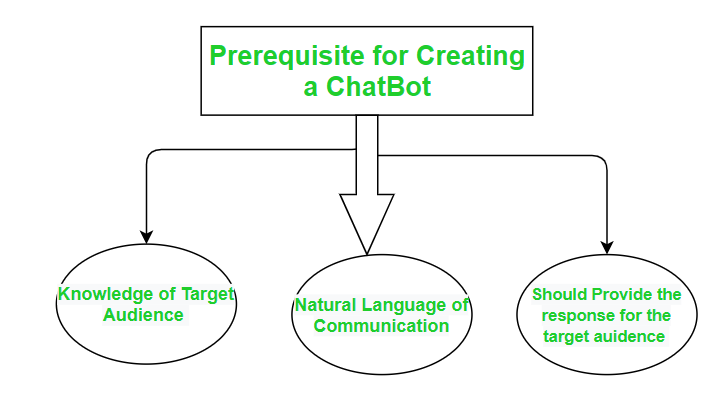 Prerequisite for Creating
a ChatBot
Knowledge of Target
Audience
Natural Language of
Communication
Should Provide the
response for the
target auidence